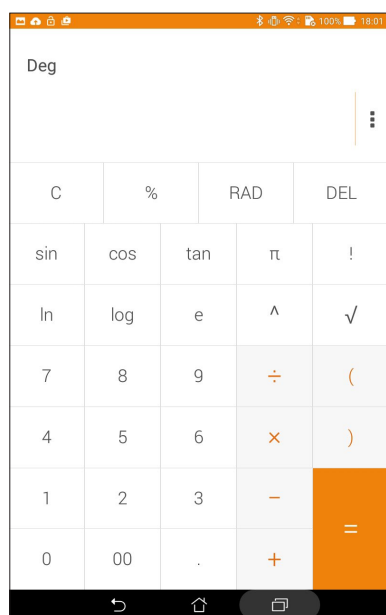 100% 18:01
Deg
C % RAD DEL
sin cos tan π !
ln log e ^ √
7 8 9 ÷ (
4 5 6 × )
1 2 3 −
=
0 00 . +